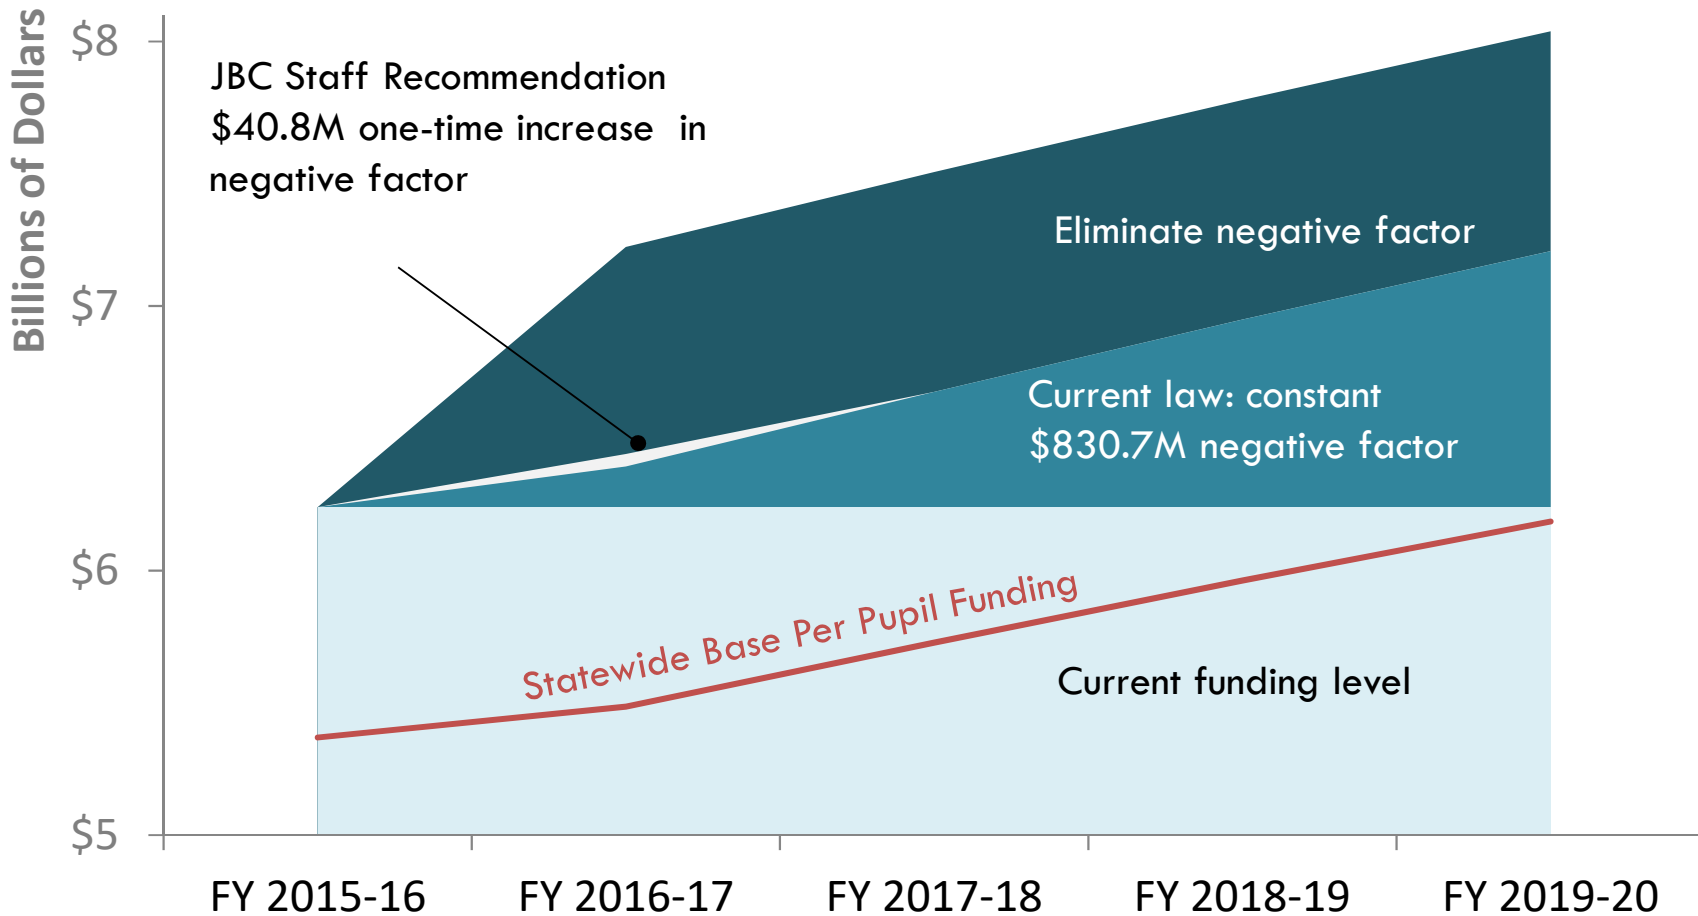 Billions of Dollars
$8
$7
$6
$5
JBC Staff Recommendation
$40.8M one-time increase  in
negative factor
Eliminate negative factor
Current law: constant
$830.7M negative factor
Statewide Base Per Pupil Funding
Current funding level
FY 2015-16
FY 2016-17
FY 2017-18
FY 2018-19
FY 2019-20